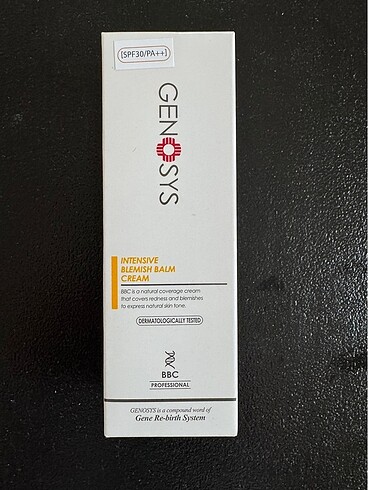 [SPF30/PA++]
GENOSYS
INTENSIVE
BLEMISH BALM
CREAM
BBC is a natural coverage cream
that covers redness and blemishes
to express natural skin tone.
DERMATOLOGICALLY TESTED
BBC
PROFESSIONAL
GENOSYS is a compound word of
Gene Re-birth System